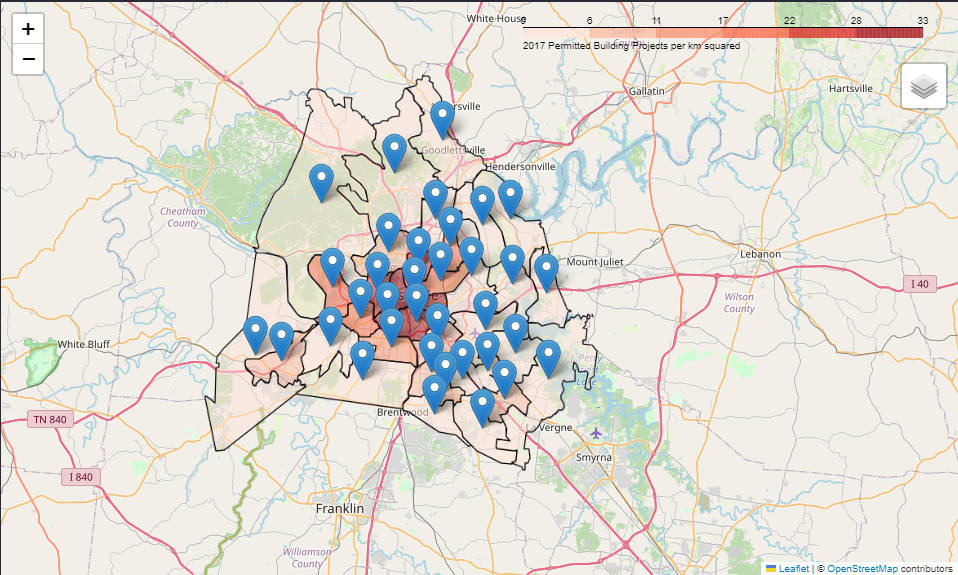 +
−
White House
6 11 17 22 28 33
2017 Permitted Building Projects per km squared
Gallatin
Hartsville
Goodlettsville
Hendersonville
Cheatham
County
Mount Juliet
Lebanon
I 40
Wilson
County
White Bluff
Percy
Lake
TN 840
Brentwood
Vergne
Smyrna
I 840
Franklin
Williamson
County
Leaflet | © OpenStreetMap contributors